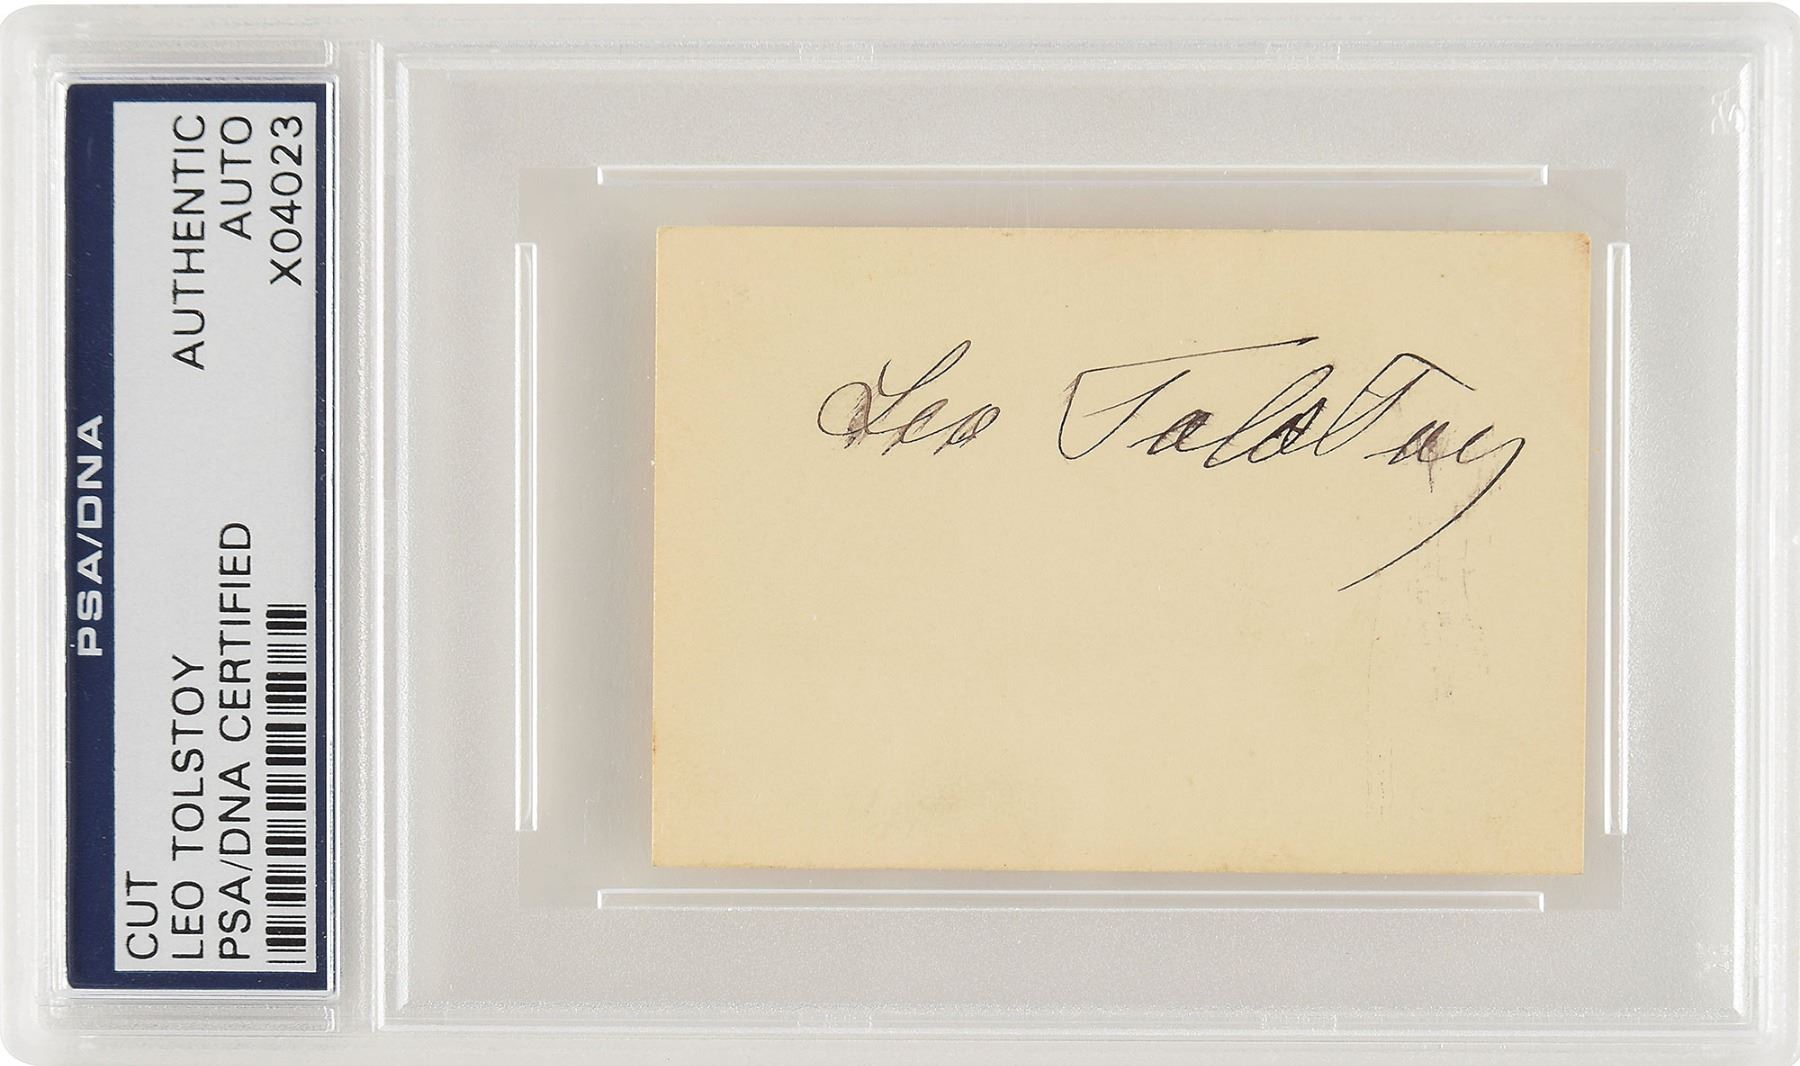 PSA/DNA
CUT
LEO TOLSTOY AUTHENTIC
PSA/DNA CERTIFIED AUTO
X04023
Leo Tolstoy